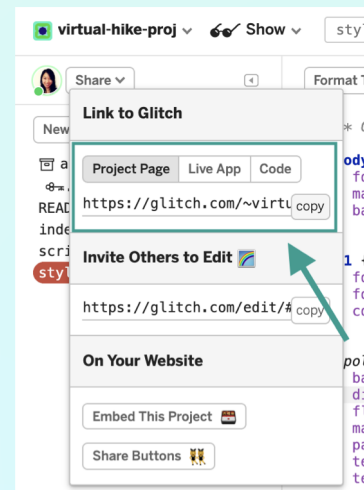 virtual-hike-proj
Show
Share
Format
New
Link to Glitch
Project Page
Live App
Code
https://glitch.com/~virtu
copy
READ
inde
scri
Invite Others to Edit
https://glitch.com/edit/#
copy
On Your Website
Embed This Project
Share Buttons